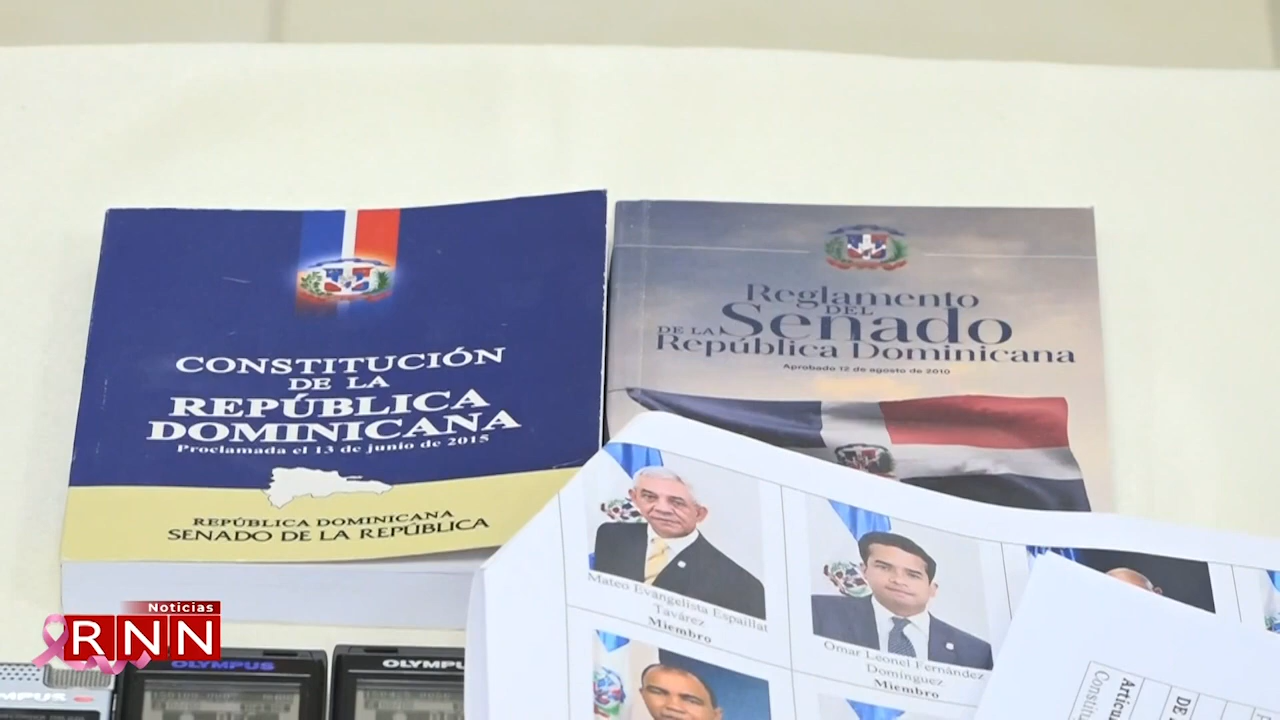 CONSTITUCIÓN
DE LA
REPÚBLICA
DOMINICANA
Proclamada el 13 de junio de 2015
REPÚBLICA DOMINICANA
SENADO DE LA REPÚBLICA
Reglamento
DEL
Senado
DE LA
República Dominicana
Aprobado 12 de agosto de 2010
Mateo Evangelista Espaillat
Tavárez
Miembro
Omar Leonel Fernández
Domínguez
Miembro
Noticias
RNN
OLYMPUS
OLYMPU